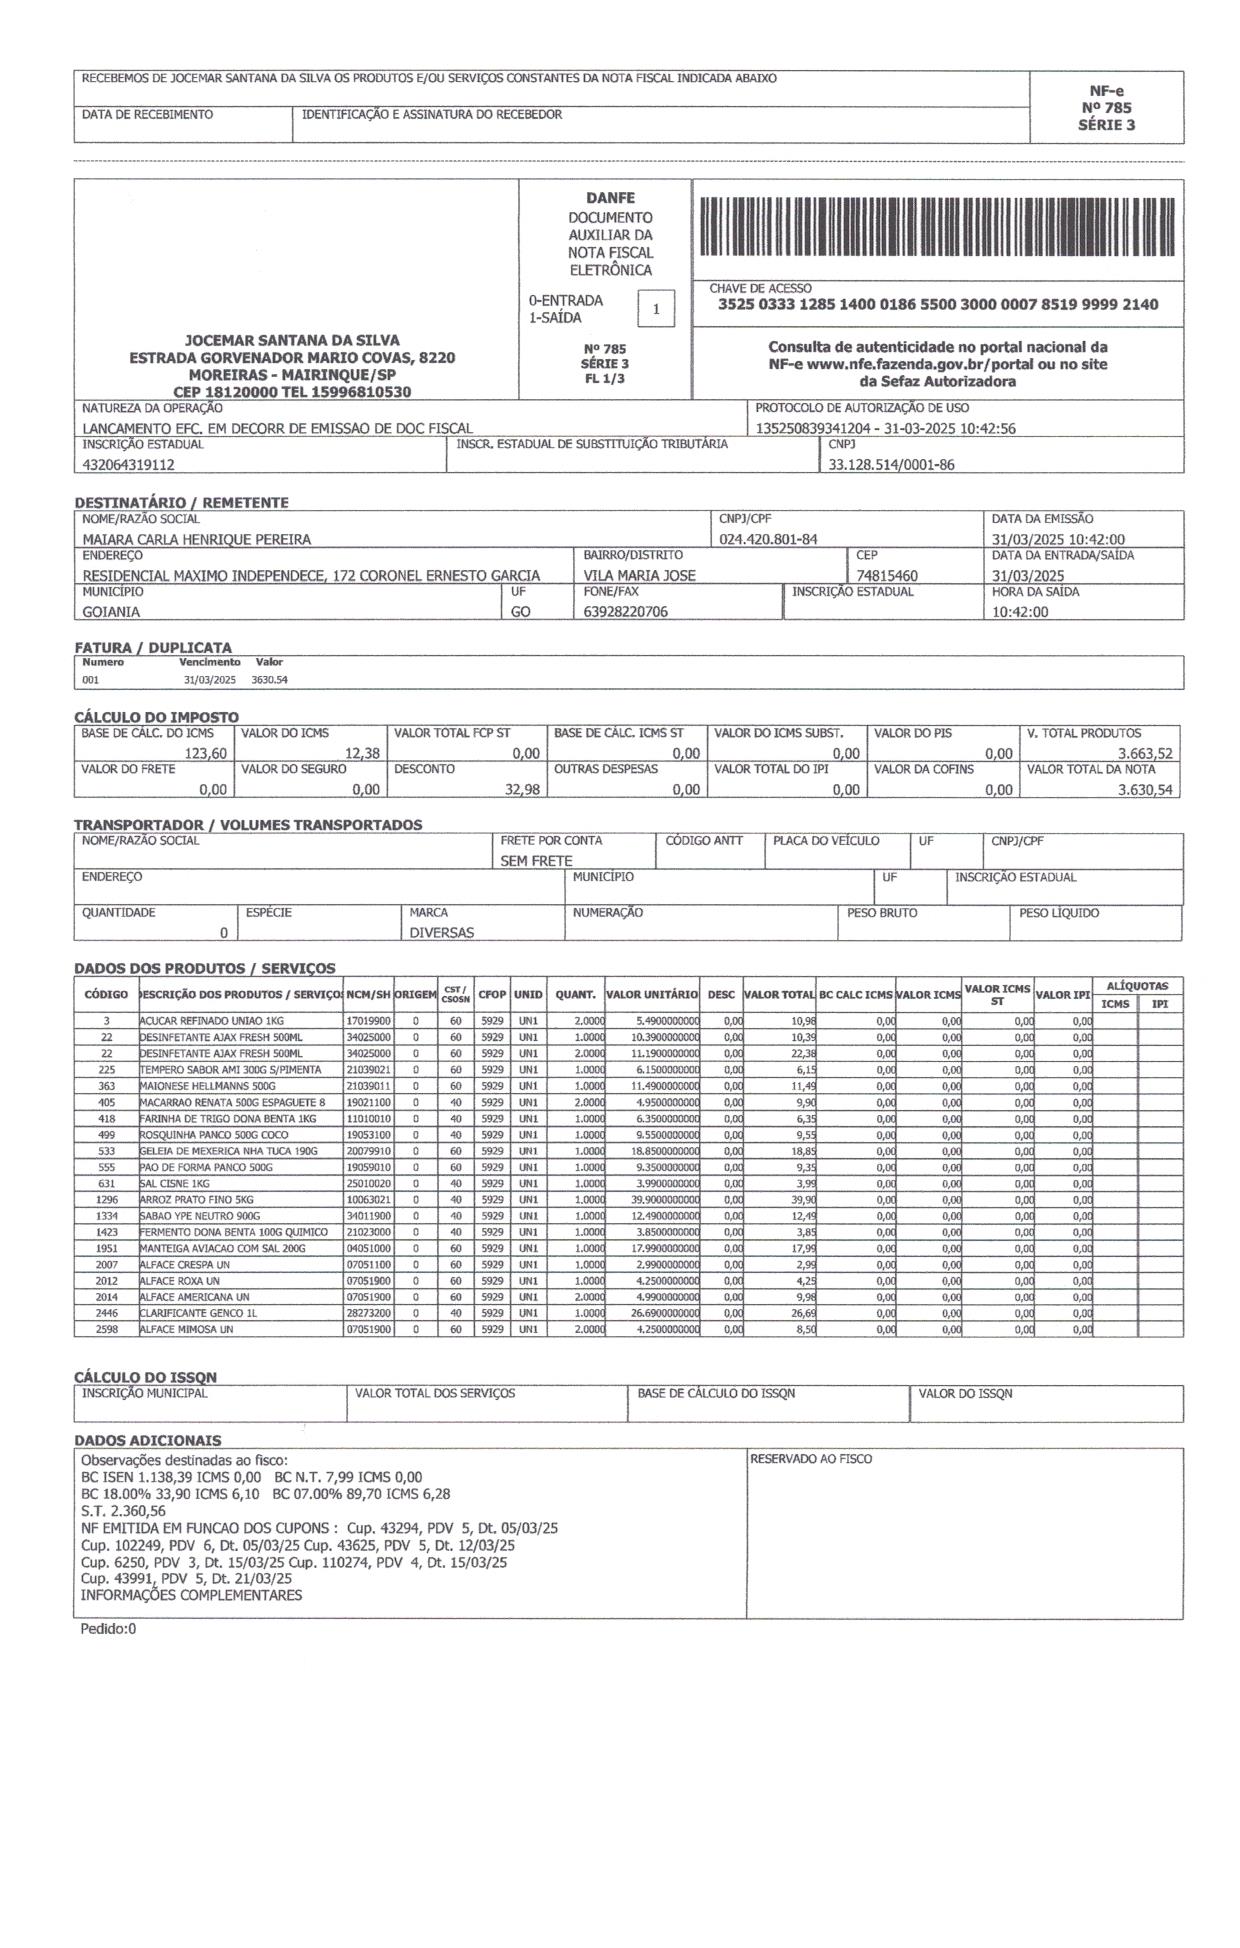 RECEBEMOS DE JOCEMAR SANTANA DA SILVA OS PRODUTOS E/OU SERVIÇOS CONSTANTES DA NOTA FISCAL INDICADA ABAIXO
DATA DE RECEBIMENTO IDENTIFICAÇÃO E ASSINATURA DO RECEBEDOR
NF-e
Nº 785
SÉRIE 3
JOCEMAR SANTANA DA SILVA
ESTRADA GORVENADOR MARIO COVAS, 8220
MOREIRAS - MAIRINQUE/SP
CEP 18120000 TEL 15996810530
DANFE
DOCUMENTO
AUXILIAR DA
NOTA FISCAL
ELETRÔNICA
0-ENTRADA
1-SAÍDA
1
Nº 785
SÉRIE 3
FL 1/3
CHAVE DE ACESSO
3525 0333 1285 1400 0186 5500 3000 0007 8519 9999 2140
Consulta de autenticidade no portal nacional da
NF-e www.nfe.fazenda.gov.br/portal ou no site
da Sefaz Autorizadora
NATUREZA DA OPERAÇÃO PROTOCOLO DE AUTORIZAÇÃO DE USO
LANCAMENTO EFC. EM DECORR DE EMISSAO DE DOC FISCAL 135250839341204 - 31-03-2025 10:42:56
INSCRIÇÃO ESTADUAL INSCR. ESTADUAL DE SUBSTITUIÇÃO TRIBUTÁRIA CNPJ
432064319112 33.128.514/0001-86
DESTINATÁRIO / REMETENTE
NOME/RAZÃO SOCIAL CNPJ/CPF DATA DA EMISSÃO
MAIARA CARLA HENRIQUE PEREIRA 024.420.801-84 31/03/2025 10:42:00
ENDEREÇO BAIRRO/DISTRITO CEP DATA DA ENTRADA/SAÍDA
RESIDENCIAL MAXIMO INDEPENDECE, 172 CORONEL ERNESTO GARCIA VILA MARIA JOSE 74815460 31/03/2025
MUNICÍPIO UF FONE/FAX INSCRIÇÃO ESTADUAL HORA DA SAÍDA
GOIANIA GO 63928220706 10:42:00
FATURA / DUPLICATA
Numero Vencimento Valor
001 31/03/2025 3630.54
CÁLCULO DO IMPOSTO
BASE DE CÁLC. DO ICMS VALOR DO ICMS VALOR TOTAL FCP ST BASE DE CÁLC. ICMS ST VALOR DO ICMS SUBST. VALOR DO PIS V. TOTAL PRODUTOS
123,60 12,38 0,00 0,00 0,00 0,00 3.663,52
VALOR DO FRETE VALOR DO SEGURO DESCONTO OUTRAS DESPESAS VALOR TOTAL DO IPI VALOR DA COFINS VALOR TOTAL DA NOTA
0,00 0,00 32,98 0,00 0,00 0,00 3.630,54
TRANSPORTADOR / VOLUMES TRANSPORTADOS
NOME/RAZÃO SOCIAL FRETE POR CONTA CÓDIGO ANTT PLACA DO VEÍCULO UF CNPJ/CPF
SEM FRETE
ENDEREÇO MUNICÍPIO UF INSCRIÇÃO ESTADUAL
QUANTIDADE ESPÉCIE MARCA NUMERAÇÃO PESO BRUTO PESO LÍQUIDO
0 DIVERSAS
DADOS DOS PRODUTOS / SERVIÇOS
CÓDIGO DESCRIÇÃO DOS PRODUTOS / SERVIÇO NCM/SH ORIGEM CST / CSOSN CFOP UNID QUANT. VALOR UNITÁRIO DESC VALOR TOTAL BC CALC ICMS VALOR ICMS VALOR ICMS ST VALOR IPI ALÍQUOTAS ICMS IPI
3 ACUCAR REFINADO UNIAO 1KG 17019900 0 60 5929 UN1 2.0000 5.4900000000 0,00 10,98 0,00 0,00 0,00 0,00
22 DESINFETANTE AJAX FRESH 500ML 34025000 0 60 5929 UN1 1.0000 10.3900000000 0,00 10,39 0,00 0,00 0,00 0,00
22 DESINFETANTE AJAX FRESH 500ML 34025000 0 60 5929 UN1 2.0000 11.1900000000 0,00 22,38 0,00 0,00 0,00 0,00
225 TEMPERO SABOR AMI 300G S/PIMENTA 21039021 0 60 5929 UN1 1.0000 6.1500000000 0,00 6,15 0,00 0,00 0,00 0,00
363 MAIONESE HELLMANNS 500G 21039011 0 60 5929 UN1 1.0000 11.4900000000 0,00 11,49 0,00 0,00 0,00 0,00
405 MACARRAO RENATA 500G ESPAGUETE 8 19021100 0 40 5929 UN1 2.0000 4.9500000000 0,00 9,90 0,00 0,00 0,00 0,00
418 FARINHA DE TRIGO DONA BENTA 1KG 11010010 0 40 5929 UN1 1.0000 6.3500000000 0,00 6,35 0,00 0,00 0,00 0,00
499 ROSQUINHA PANCO 500G COCO 19053100 0 40 5929 UN1 1.0000 9.5500000000 0,00 9,55 0,00 0,00 0,00 0,00
533 GELEIA DE MEXERICA NHA TUCA 190G 20079910 0 60 5929 UN1 1.0000 18.8500000000 0,00 18,85 0,00 0,00 0,00 0,00
555 PAO DE FORMA PANCO 500G 19059010 0 60 5929 UN1 1.0000 9.3500000000 0,00 9,35 0,00 0,00 0,00 0,00
631 SAL CISNE 1KG 25010020 0 40 5929 UN1 1.0000 3.9900000000 0,00 3,99 0,00 0,00 0,00 0,00
1296 ARROZ PRATO FINO 5KG 10063021 0 40 5929 UN1 1.0000 39.9000000000 0,00 39,90 0,00 0,00 0,00 0,00
1334 SABAO YPE NEUTRO 900G 34011900 0 40 5929 UN1 1.0000 12.4900000000 0,00 12,49 0,00 0,00 0,00 0,00
1423 FERMENTO DONA BENTA 100G QUIMICO 21023000 0 40 5929 UN1 1.0000 3.8500000000 0,00 3,85 0,00 0,00 0,00 0,00
1951 MANTEIGA AVIACAO COM SAL 200G 04051000 0 60 5929 UN1 1.0000 17.9900000000 0,00 17,99 0,00 0,00 0,00 0,00
2007 ALFACE CRESPA UN 07051100 0 60 5929 UN1 1.0000 2.9900000000 0,00 2,99 0,00 0,00 0,00 0,00
2012 ALFACE ROXA UN 07051900 0 60 5929 UN1 1.0000 4.2500000000 0,00 4,25 0,00 0,00 0,00 0,00
2014 ALFACE AMERICANA UN 07051900 0 60 5929 UN1 2.0000 4.9900000000 0,00 9,98 0,00 0,00 0,00 0,00
2446 CLARIFICANTE GENCO 1L 28273200 0 40 5929 UN1 1.0000 26.6900000000 0,00 26,69 0,00 0,00 0,00 0,00
2598 ALFACE MIMOSA UN 07051900 0 60 5929 UN1 2.0000 4.2500000000 0,00 8,50 0,00 0,00 0,00 0,00
CÁLCULO DO ISSQN
INSCRIÇÃO MUNICIPAL VALOR TOTAL DOS SERVIÇOS BASE DE CÁLCULO DO ISSQN VALOR DO ISSQN
DADOS ADICIONAIS
Observações destinadas ao fisco: RESERVADO AO FISCO
BC ISEN 1.138,39 ICMS 0,00 BC N.T. 7,99 ICMS 0,00
BC 18.00% 33,90 ICMS 6,10 BC 07.00% 89,70 ICMS 6,28
S.T. 2.360,56
NF EMITIDA EM FUNCAO DOS CUPONS : Cup. 43294, PDV 5, Dt. 05/03/25
Cup. 102249, PDV 6, Dt. 05/03/25 Cup. 43625, PDV 5, Dt. 12/03/25
Cup. 6250, PDV 3, Dt. 15/03/25 Cup. 110274, PDV 4, Dt. 15/03/25
Cup. 43991, PDV 5, Dt. 21/03/25
INFORMAÇÕES COMPLEMENTARES
Pedido:0